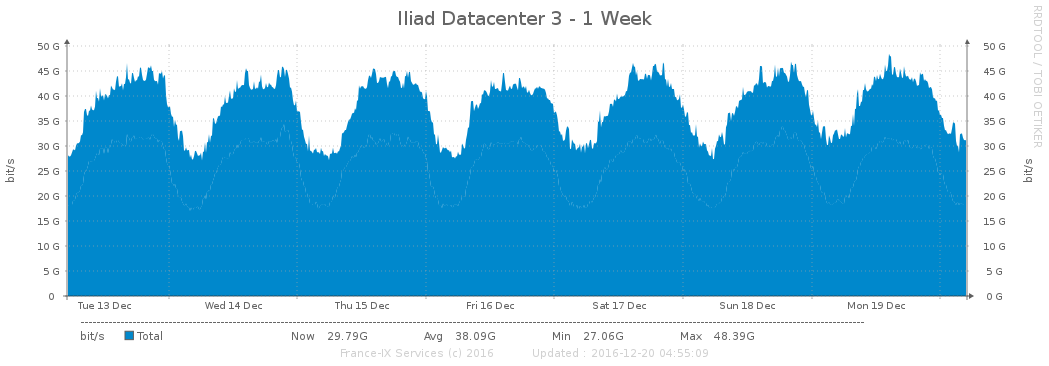 Iliad Datacenter 3 - 1 Week
RRDTOOL / TOBI OETIKER
bit/s
50 G
45 G
40 G
35 G
30 G
25 G
20 G
15 G
10 G
5 G
0
50 G
45 G
40 G
35 G
30 G
25 G
20 G
15 G
10 G
5 G
0 G
bit/s
Tue 13 Dec Wed 14 Dec Thu 15 Dec Fri 16 Dec Sat 17 Dec Sun 18 Dec Mon 19 Dec
bit/s Total Now 29.79G Avg 38.09G Min 27.06G Max 48.39G
France-IX Services (c) 2016 Updated : 2016-12-20 04:55:09